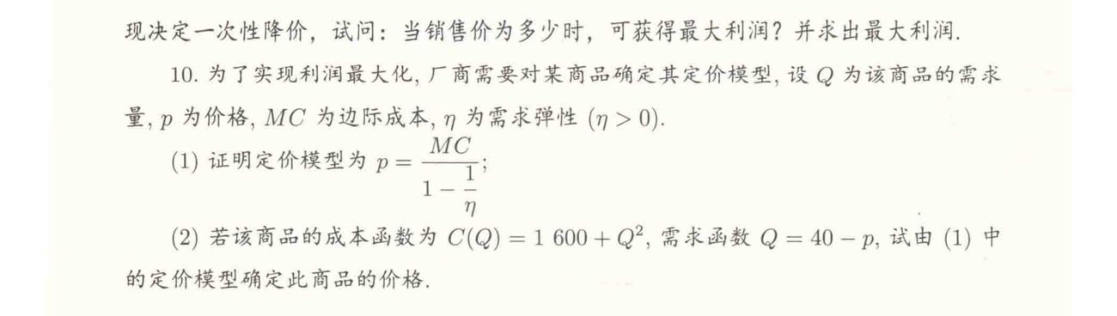 现决定一次性降价, 试问: 当销售价为多少时, 可获得最大利润? 并求出最大利润.
10. 为了实现利润最大化, 厂商需要对某商品确定其定价模型, 设 Q 为该商品的需求
量, p 为价格, MC 为边际成本, η 为需求弹性 (η > 0).
(1) 证明定价模型为 p = \frac{MC}{1 - \frac{1}{η}};
(2) 若该商品的成本函数为 C(Q) = 1 600 + Q², 需求函数 Q = 40 − p, 试由 (1) 中
的定价模型确定此商品的价格.